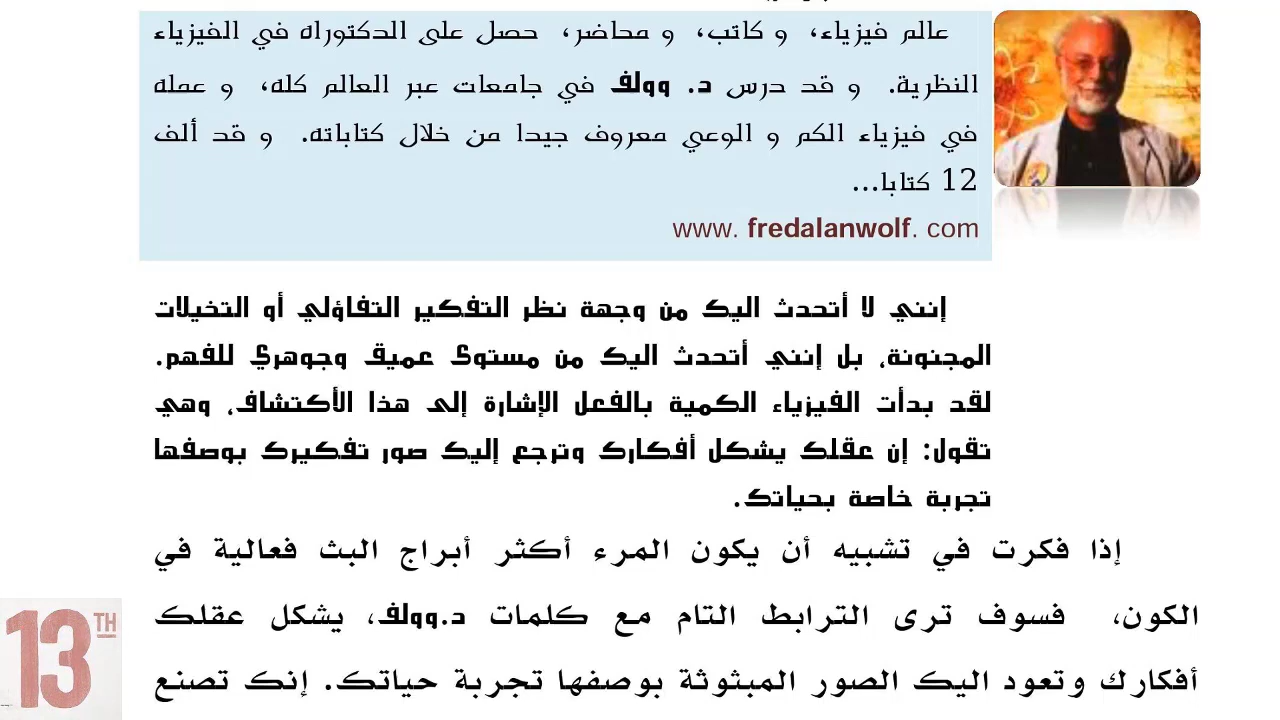 عالم فيزياء، و كاتب، و محاضر، حصل على الدكتوراه في الفيزياء
النظرية. و قد درس د. وولف في جامعات عبر العالم كله، و عمله
في فيزياء الكم و الوعي معروف جيدا من خلال كتاباته. و قد ألف
12 كتابا...
www. fredalanwolf. com
إنني لا أتحدث اليك من وجهة نظر التفكير التفاؤلي أو التخيلات
المجنونة، بل إنني أتحدث اليك من مستوى عميق وجوهري للفهم.
لقد بدأت الفيزياء الكمية بالفعل الإشارة إلى هذا الأكتشاف، وهي
تقول: إن عقلك يشكل أفكارك وترجع إليك صور تفكيرك بوصفها
تجربة خاصة بحياتك.
إذا فكرت في تشبيه أن يكون المرء أكثر أبراج البث فعالية في
الكون، فسوف ترى الترابط التام مع كلمات د.وولف، يشكل عقلك
أفكارك وتعود اليك الصور المبثوثة بوصفها تجربة حياتك. إنك تصنع
13TH